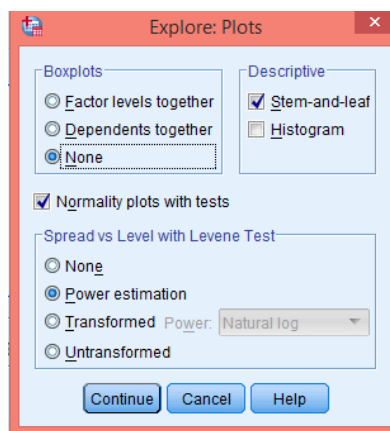 Explore: Plots
Boxplots
Factor levels together
Dependents together
None
Descriptive
Stem-and-leaf
Histogram
Normality plots with tests
Spread vs Level with Levene Test
None
Power estimation
Transformed Power: Natural log
Untransformed
Continue Cancel Help